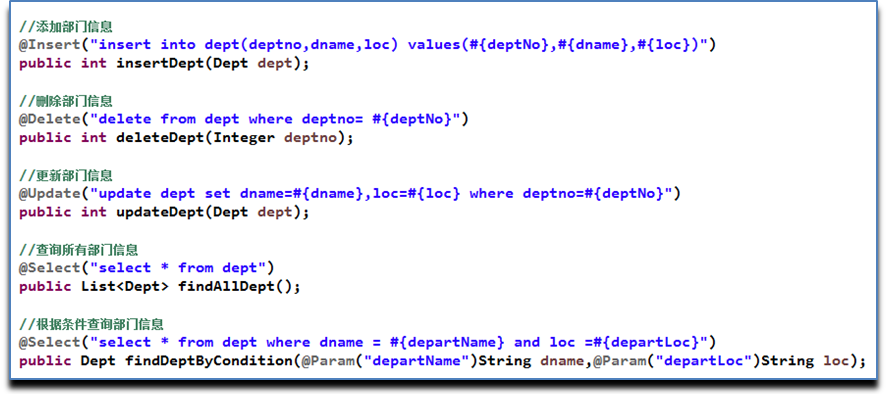 //添加部门信息
@Insert("insert into dept(deptno,dname,loc) values(#{deptNo},#{dname},#{loc})")
public int insertDept(Dept dept);
//删除部门信息
@Delete("delete from dept where deptno= #{deptNo}")
public int deleteDept(Integer deptno);
//更新部门信息
@Update("update dept set dname=#{dname},loc=#{loc} where deptno=#{deptNo}")
public int updateDept(Dept dept);
//查询所有部门信息
@Select("select * from dept")
public List<Dept> findAllDept();
//根据条件查询部门信息
@Select("select * from dept where dname = #{departName} and loc =#{departLoc}")
public Dept findDeptByCondition(@Param("departName")String dname,@Param("departLoc")String loc);